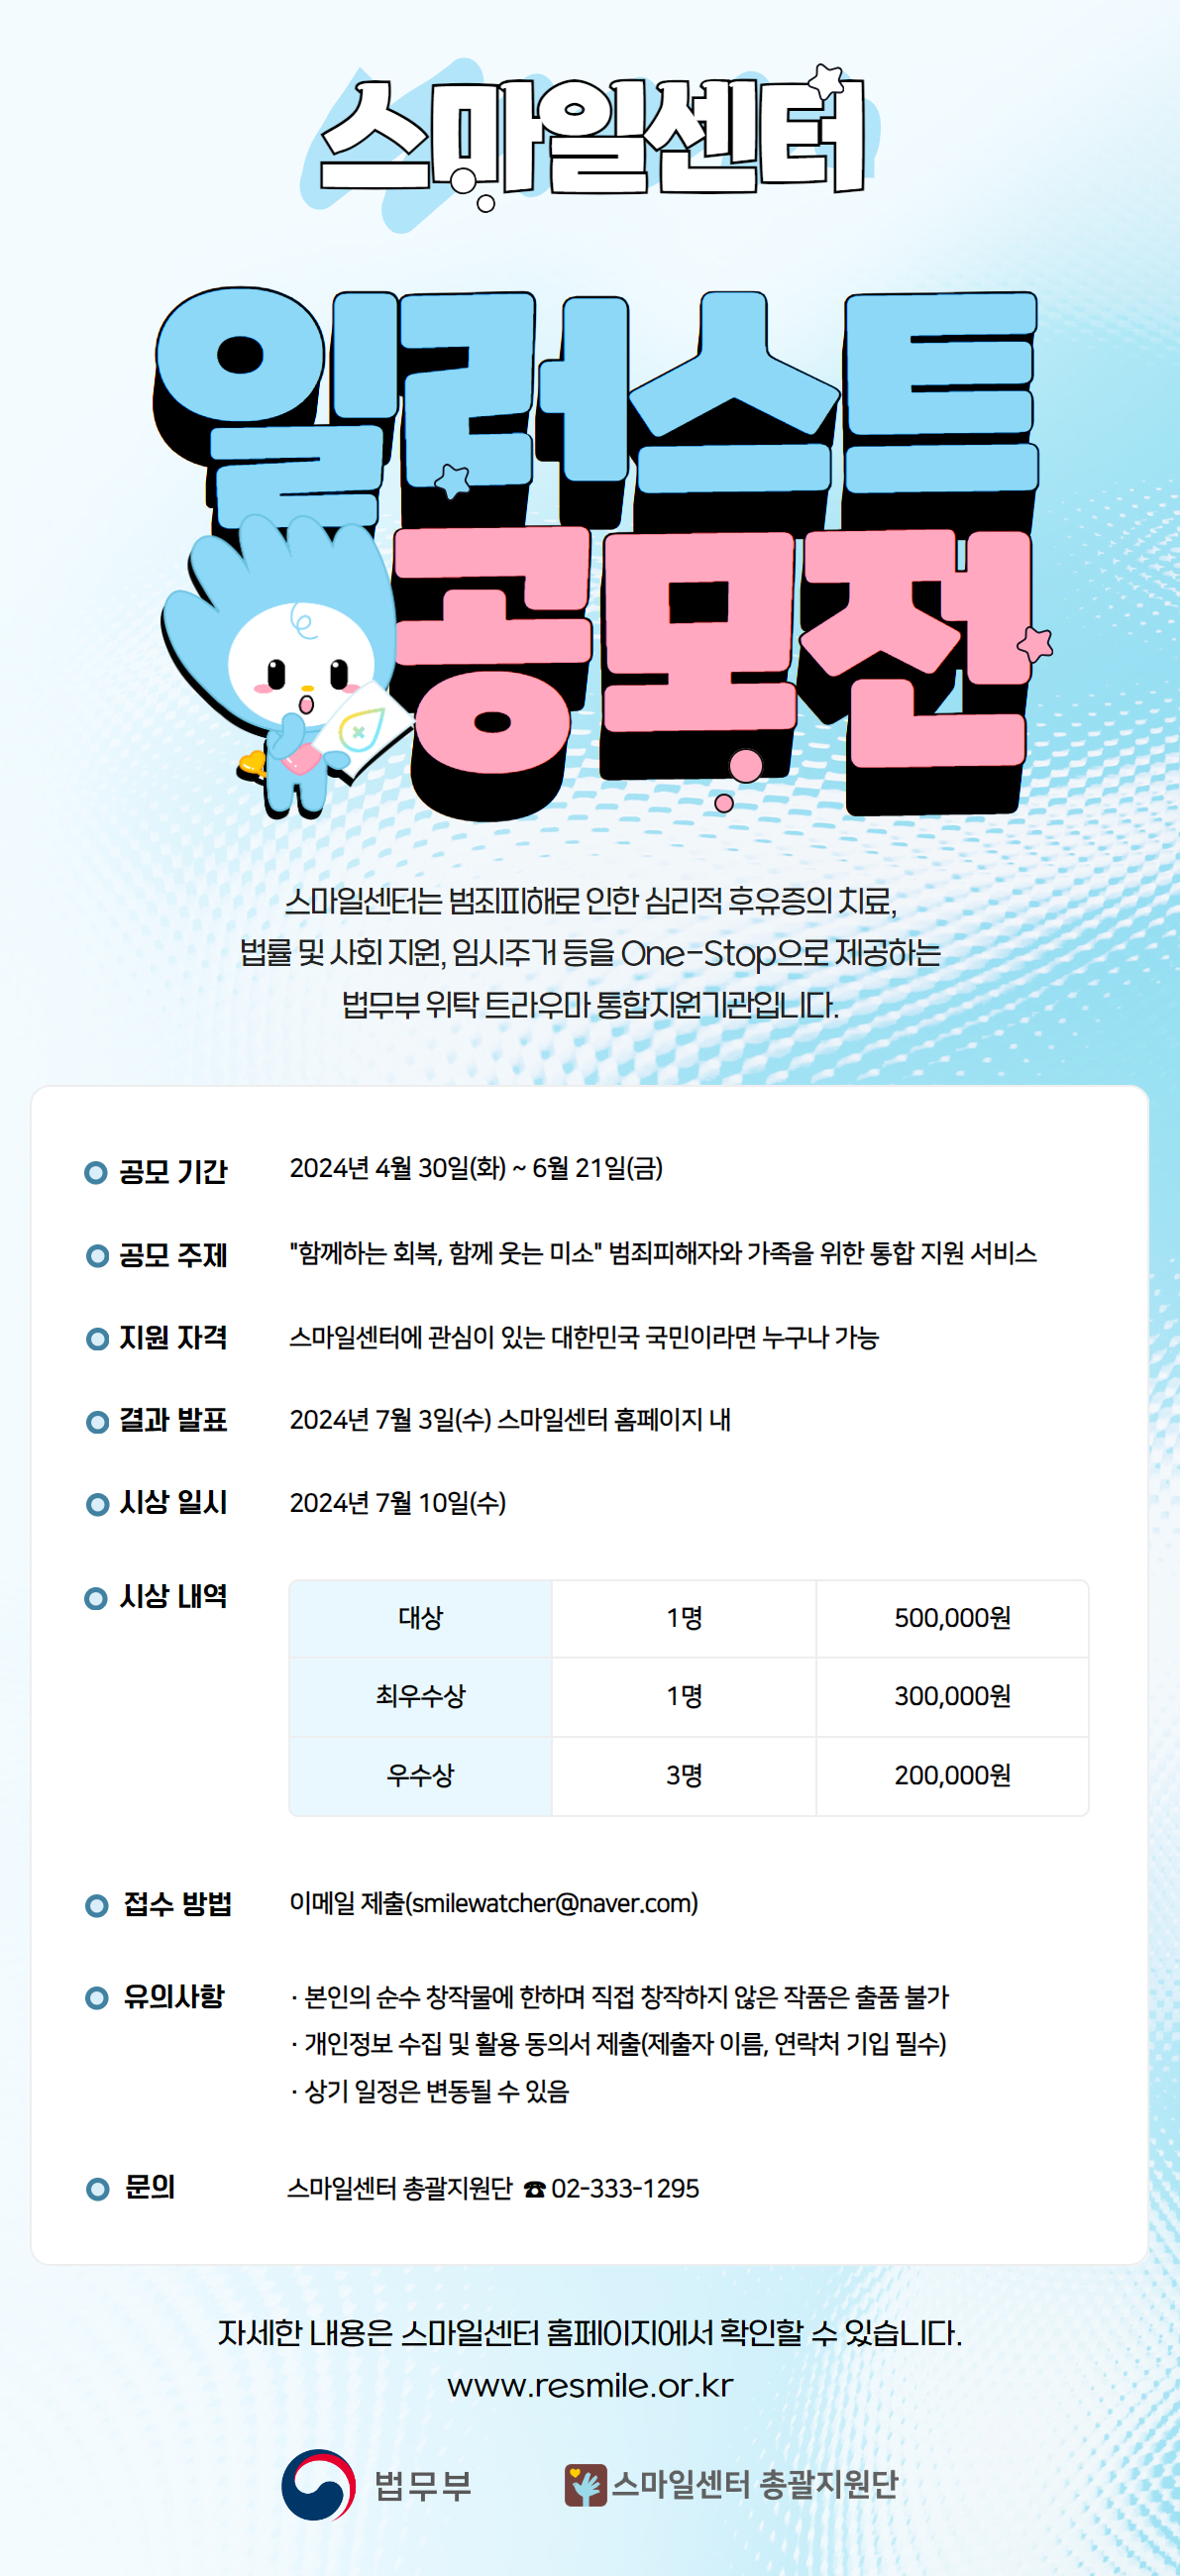 스마일센터
일러스트
공모전
스마일센터는 범죄피해로 인한 심리적 후유증의 치료,
법률 및 사회 지원, 임시주거 등을 One-Stop으로 제공하는
법무부 위탁 트라우마 통합지원기관입니다.
공모 기간 2024년 4월 30일(화) ~ 6월 21일(금)
공모 주제 "함께하는 회복, 함께 웃는 미소" 범죄피해자와 가족을 위한 통합 지원 서비스
지원 자격 스마일센터에 관심이 있는 대한민국 국민이라면 누구나 가능
결과 발표 2024년 7월 3일(수) 스마일센터 홈페이지 내
시상 일시 2024년 7월 10일(수)
시상 내역 대상 1명 500,000원
최우수상 1명 300,000원
우수상 3명 200,000원
접수 방법 이메일 제출(smilewatcher@naver.com)
유의사항 · 본인의 순수 창작물에 한하며 직접 창작하지 않은 작품은 출품 불가
· 개인정보 수집 및 활용 동의서 제출(제출자 이름, 연락처 기입 필수)
· 상기 일정은 변동될 수 있음
문의 스마일센터 총괄지원단 ☎ 02-333-1295
자세한 내용은 스마일센터 홈페이지에서 확인할 수 있습니다.
www.resmile.or.kr
법무부 스마일센터 총괄지원단